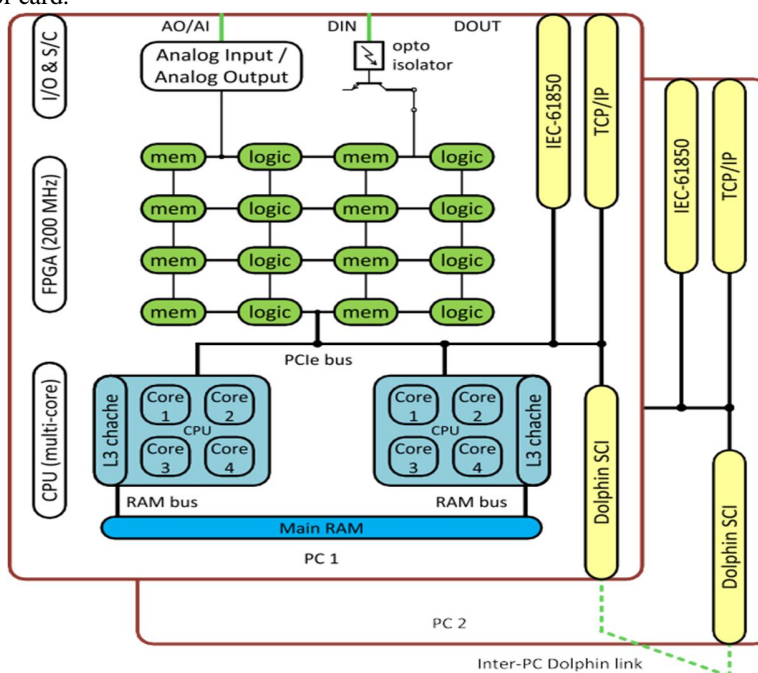 or card.
AO/AI
DIN
DOUT
I/O & S/C
Analog Input /
Analog Output
opto
isolator
IEC-61850
TCP/IP
IEC-61850
TCP/IP
FPGA (200 MHz)
mem logic mem logic
mem logic mem logic
mem logic mem logic
mem logic mem logic
PCIe bus
CPU (multi-core)
L3 chache
Core
1
Core
2
CPU
Core
3
Core
4
Core
1
Core
2
CPU
Core
3
Core
4
L3 chache
Dolphin SCI
Dolphin SCI
RAM bus
RAM bus
Main RAM
PC 1
PC 2
Inter-PC Dolphin link